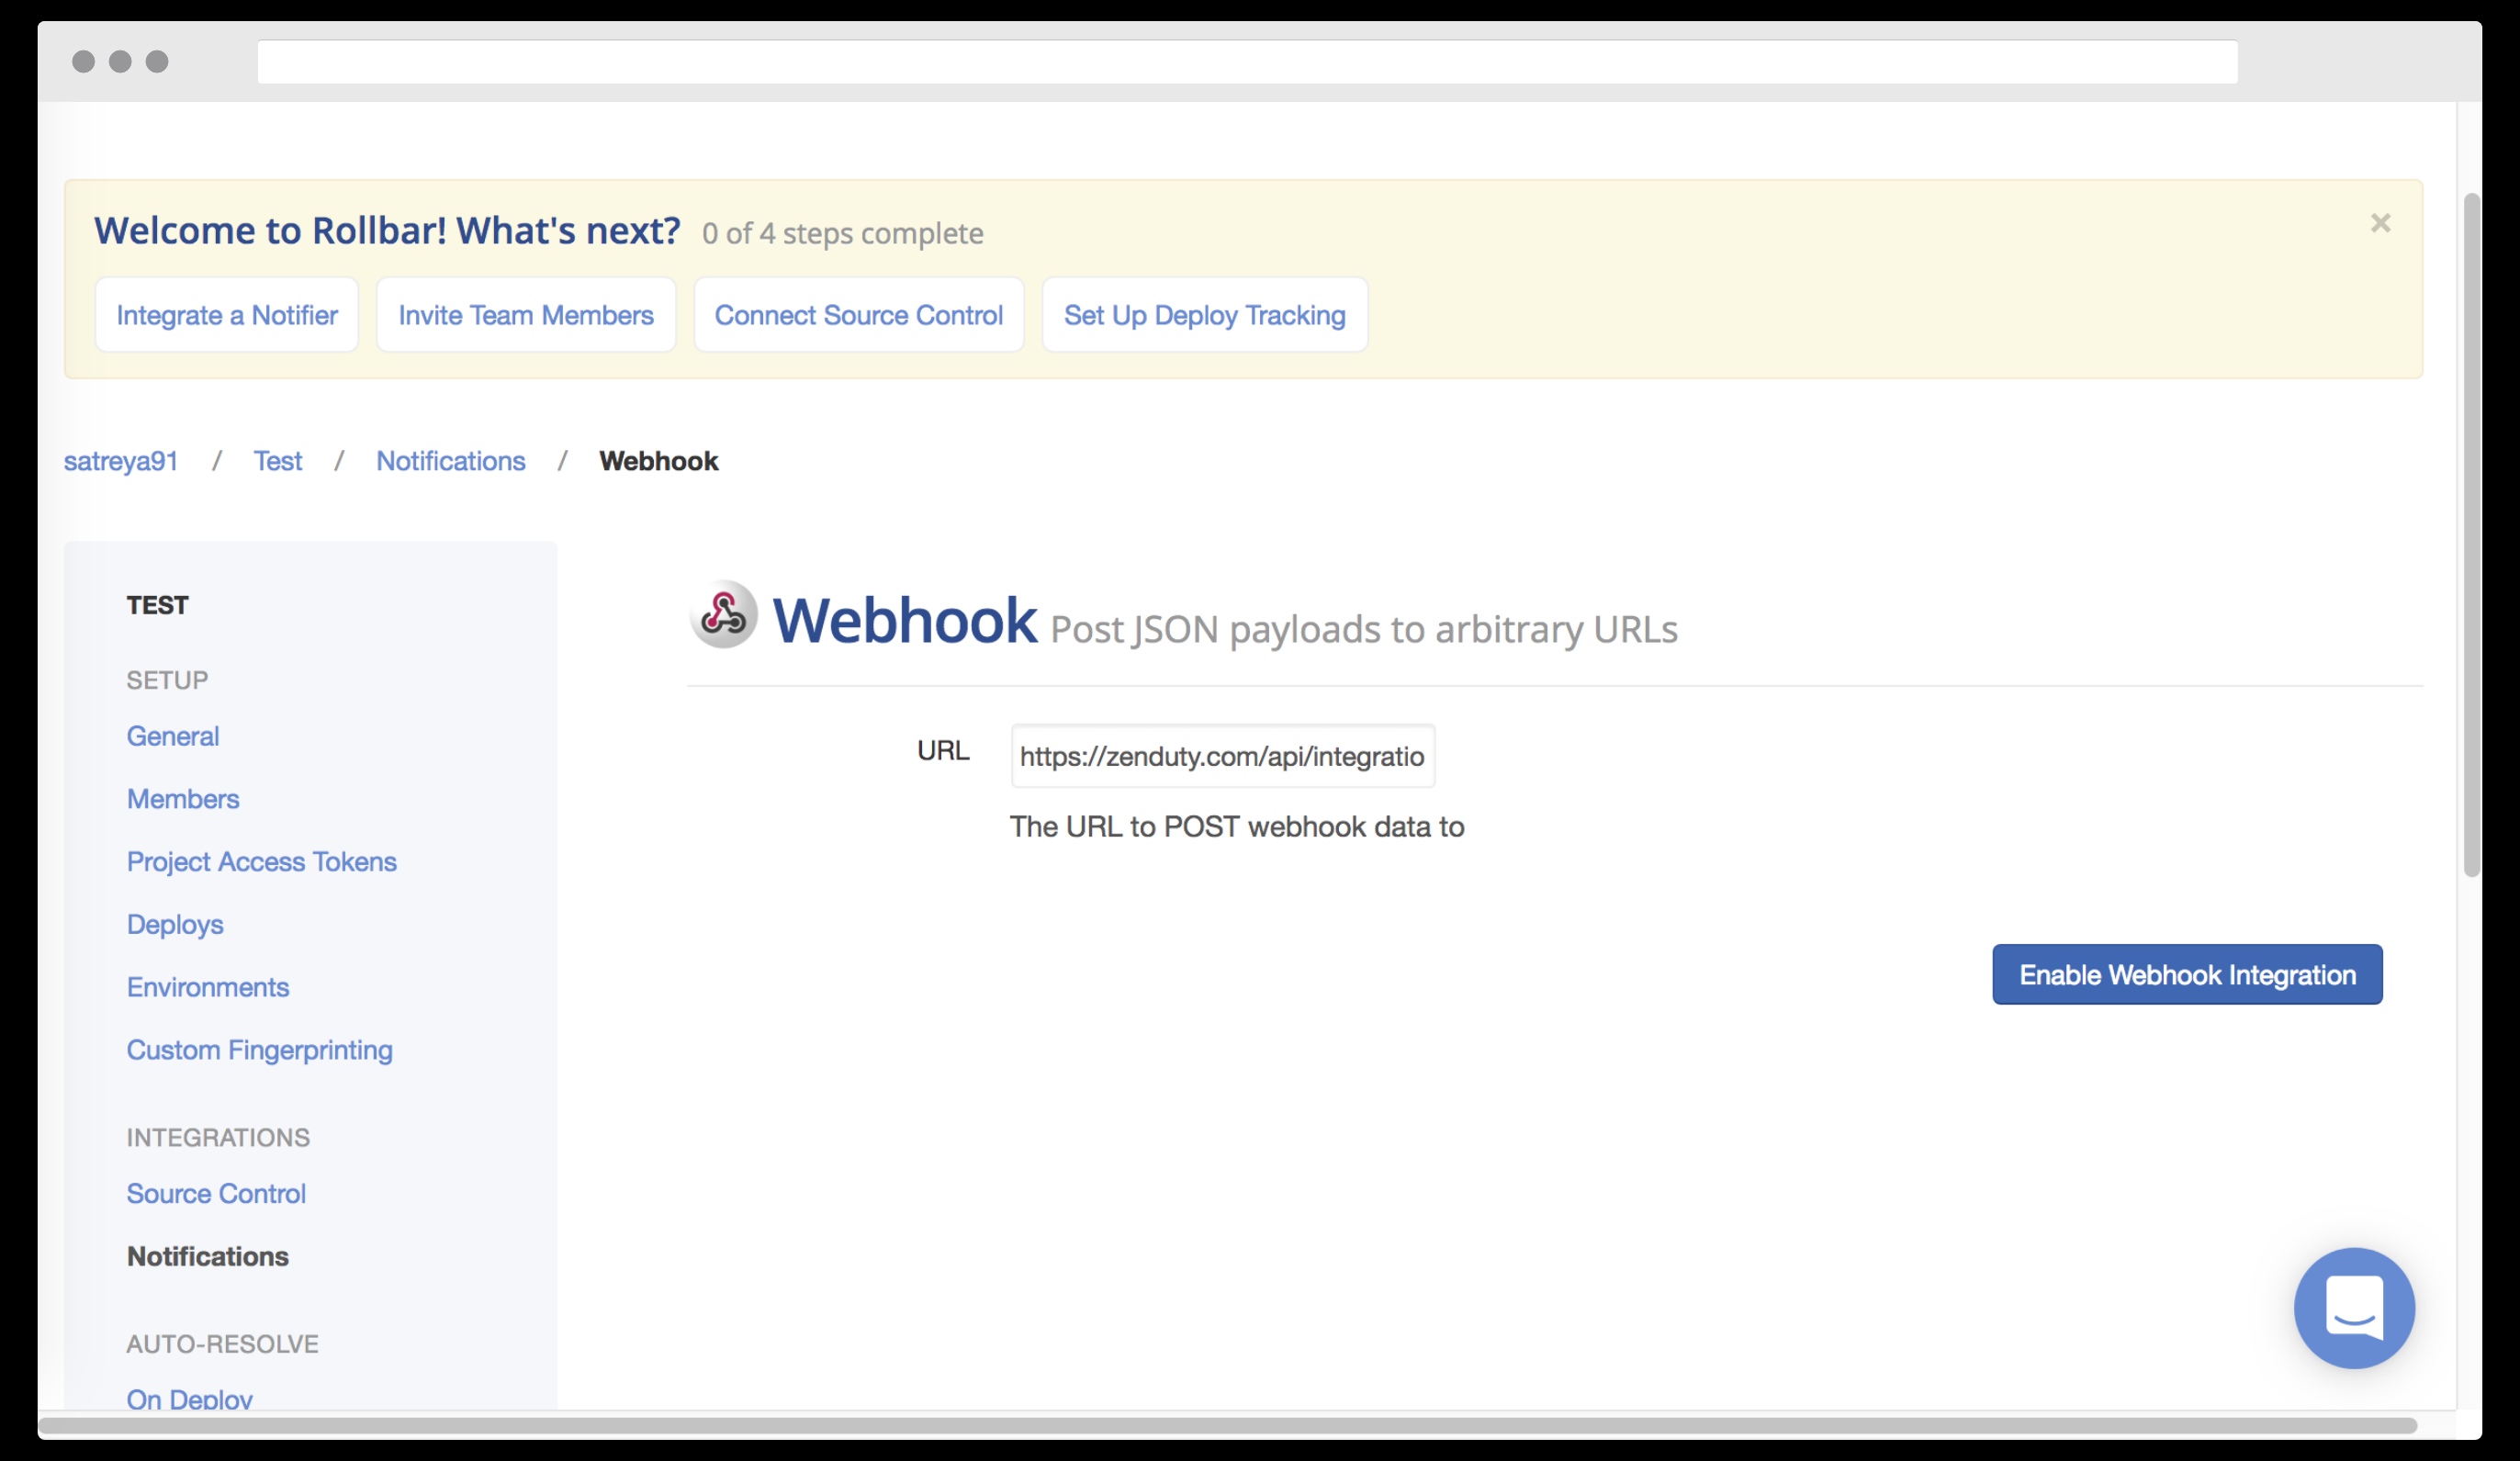 Welcome to Rollbar! What's next? 0 of 4 steps complete
Integrate a Notifier Invite Team Members Connect Source Control Set Up Deploy Tracking
satreya91 / Test / Notifications / Webhook
TEST
SETUP
General
Members
Project Access Tokens
Deploys
Environments
Custom Fingerprinting
INTEGRATIONS
Source Control
Notifications
AUTO-RESOLVE
On Deploy
Webhook Post JSON payloads to arbitrary URLs
URL https://zenduty.com/api/integratio
The URL to POST webhook data to
Enable Webhook Integration